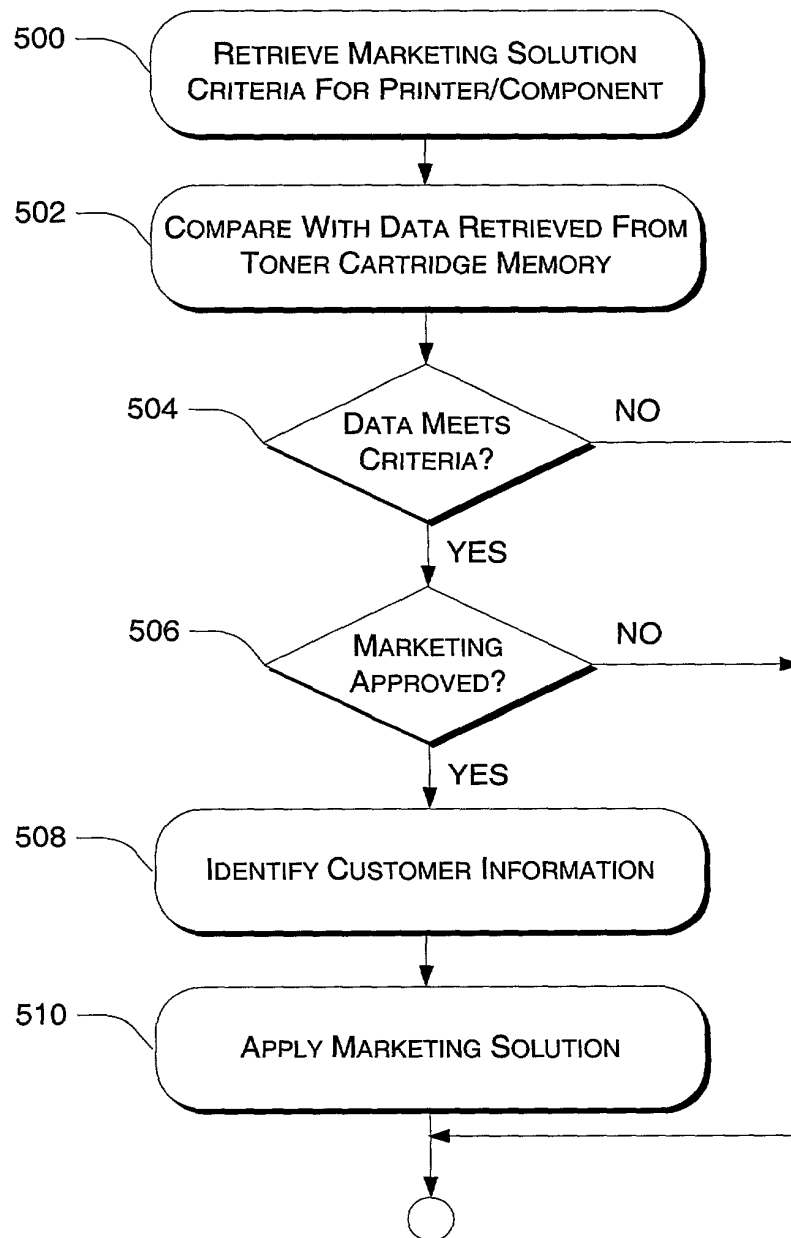 500
RETRIEVE MARKETING SOLUTION
CRITERIA FOR PRINTER/COMPONENT
502
COMPARE WITH DATA RETRIEVED FROM
TONER CARTRIDGE MEMORY
504
DATA MEETS
CRITERIA?
NO
YES
506
MARKETING
APPROVED?
NO
YES
508
IDENTIFY CUSTOMER INFORMATION
510
APPLY MARKETING SOLUTION